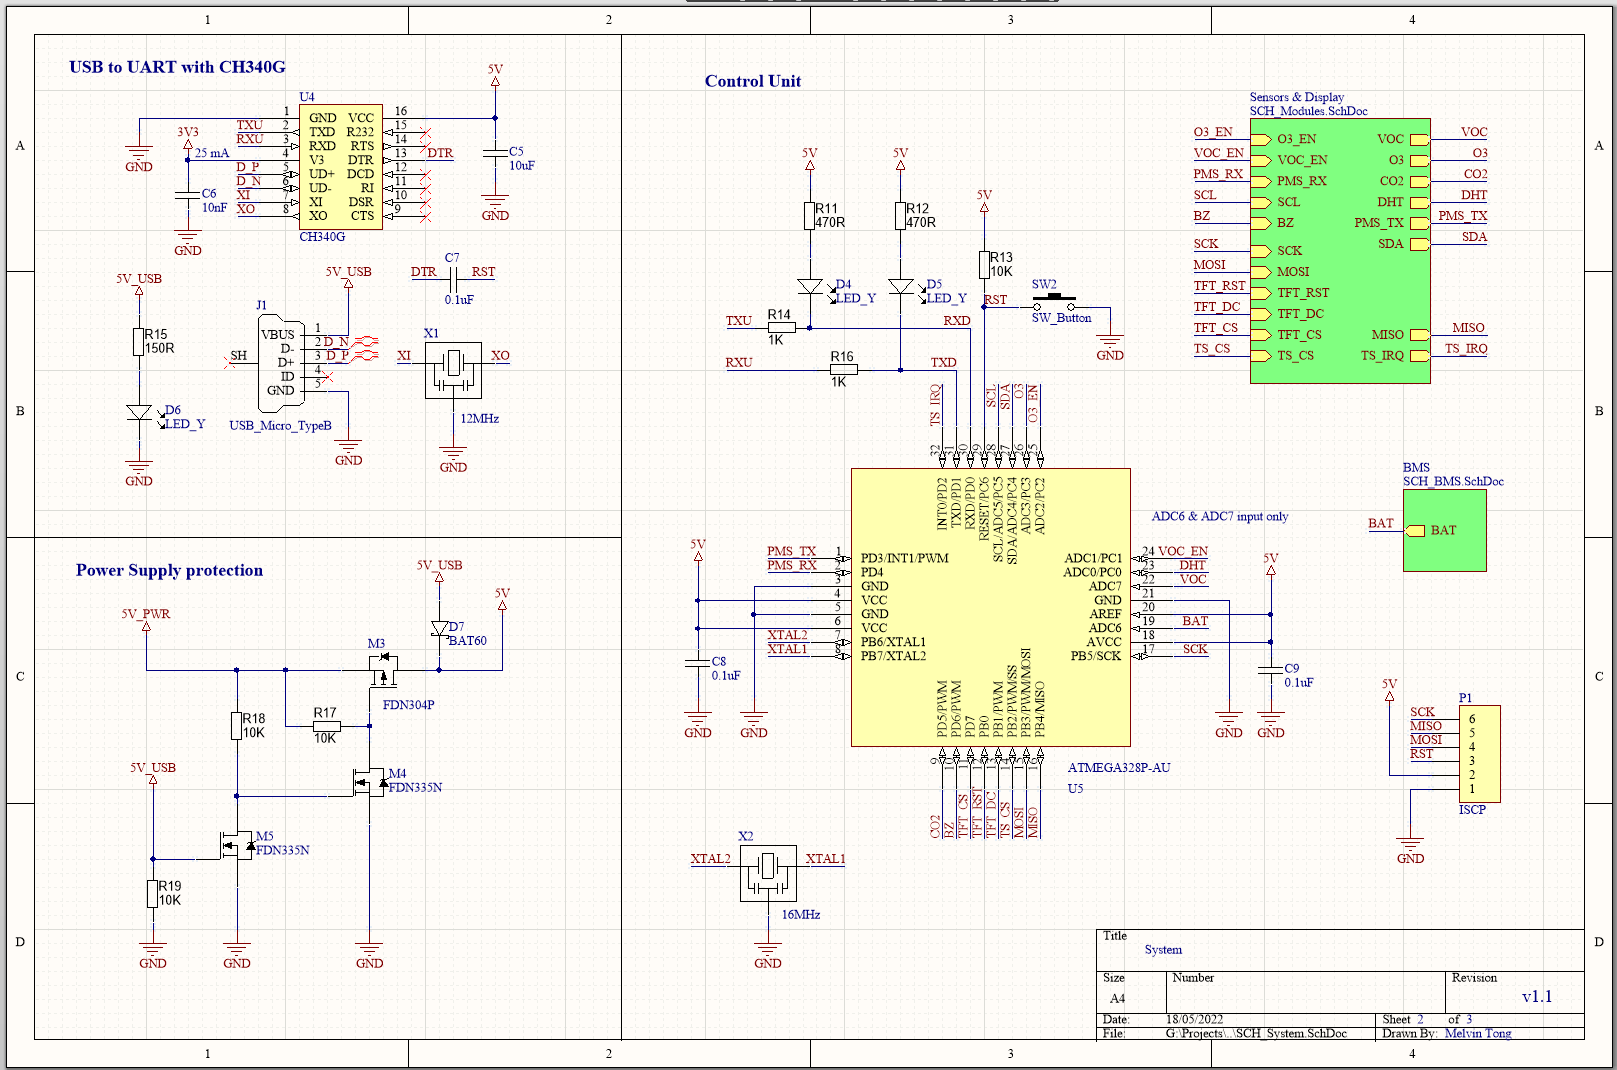 1
2
3
4
A
B
C
D
USB to UART with CH340G
U4
1 GND
2 TXD
3 RXD
4 V3
5 UD+
6 UD-
7 XI
8 XO
VCC 16
R232 15
RTS 14
DTR 13
DCD 12
RI 11
DSR 10
CTS 9
CH340G
TXU
RXU
3V3
25 mA
D_P
D_N
XI
XO
C6
10nF
GND
GND
DTR
5V
C5
10uF
GND
5V_USB
R15
150R
D6
LED_Y
GND
J1
SH
VBUS 1
D- 2
D+ 3
ID 4
GND 5
USB_Micro_TypeB
5V_USB
D_N
D_P
GND
C7
DTR
RST
0.1uF
X1
XI
XO
12MHz
GND
Power Supply protection
5V_PWR
5V_USB
5V
D7
BAT60
M3
FDN304P
R18
10K
R17
10K
M4
FDN335N
5V_USB
M5
FDN335N
R19
10K
GND
GND
GND
Control Unit
5V
5V
5V
R11
470R
R12
470R
R13
10K
D4
LED_Y
D5
LED_Y
RST
SW2
SW_Button
GND
TXU
R14
1K
RXD
RXU
R16
1K
TXD
TS_IRQ
SCL
SDA
O3
O3_EN
32
31
30
29
28
27
26
25
INT0/PD2
TXD/PD1
RXD/PD0
RESET/PC6
SCL/ADC5/PC5
SDA/ADC4/PC4
ADC3/PC3
ADC2/PC2
PMS_TX 1 PD3/INT1/PWM
PMS_RX 2 PD4
3 GND
4 VCC
5 GND
6 VCC
XTAL2 7 PB6/XTAL1
XTAL1 8 PB7/XTAL2
ADC1/PC1 24 VOC_EN
ADC0/PC0 23 DHT
ADC7 22 VOC
GND 21
AREF 20
ADC6 19 BAT
AVCC 18
PB5/SCK 17 SCK
PD5/PWM
PD6/PWM
PD7
PB0
PB1/PWM
PB2/PWM/SS
PB3/PWM/MOSI
PB4/MISO
9
10
11
12
13
14
15
16
CO2
BZ
TFT_CS
TFT_RST
TFT_DC
TS_CS
MOSI
MISO
ATMEGA328P-AU
U5
ADC6 & ADC7 input only
5V
C8
0.1uF
GND
GND
5V
C9
0.1uF
GND
GND
X2
XTAL2
XTAL1
16MHz
GND
Sensors & Display
SCH_Modules.SchDoc
O3_EN O3_EN
VOC_EN VOC_EN
PMS_RX PMS_RX
SCL SCL
BZ BZ
SCK SCK
MOSI MOSI
TFT_RST TFT_RST
TFT_DC TFT_DC
TFT_CS TFT_CS
TS_CS TS_CS
VOC VOC
O3 O3
CO2 CO2
DHT DHT
PMS_TX PMS_TX
SDA SDA
MISO MISO
TS_IRQ TS_IRQ
BMS
SCH_BMS.SchDoc
BAT BAT
5V
P1
SCK 6
MISO 5
MOSI 4
RST 3
2
1
ISCP
GND
Title
System
Size
A4
Number
Revision
v1.1
Date: 18/05/2022
Sheet 2 of 3
File: G:\Projects\..\SCH_System.SchDoc
Drawn By: Melvin Tong
A
B
C
D
1
2
3
4